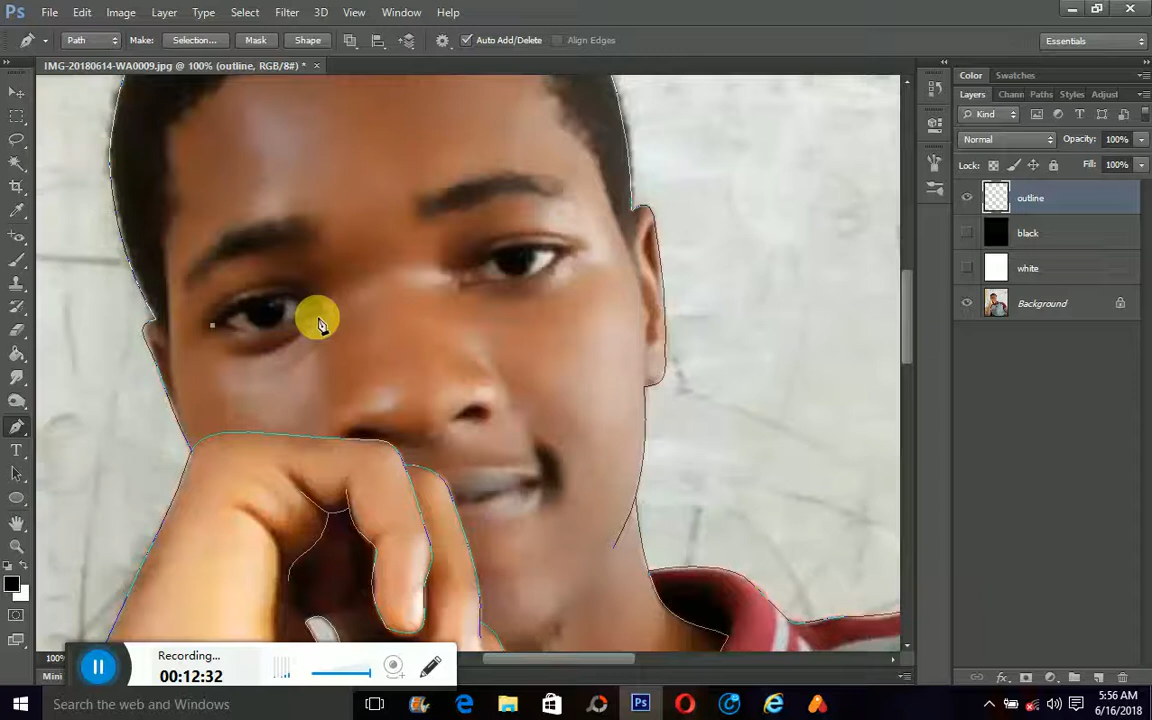 Ps File Edit Image Layer Type Select Filter 3D View Window Help
Path Make: Selection... Mask Shape Auto Add/Delete Align Edges Essentials
IMG-20180614-WA0009.jpg @ 100% (outline, RGB/8#) * ×
Color Swatches
Layers Chann Paths Styles Adjust
Kind
Normal Opacity: 100%
Lock: Fill: 100%
outline
black
white
Background
Recording...
00:12:32
100%
Mini
Search the web and Windows
5:56 AM
6/16/2018